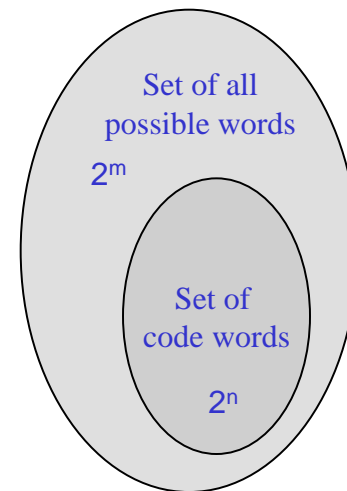 Set of all
possible words
2ᵐ
Set of
code words
2ⁿ